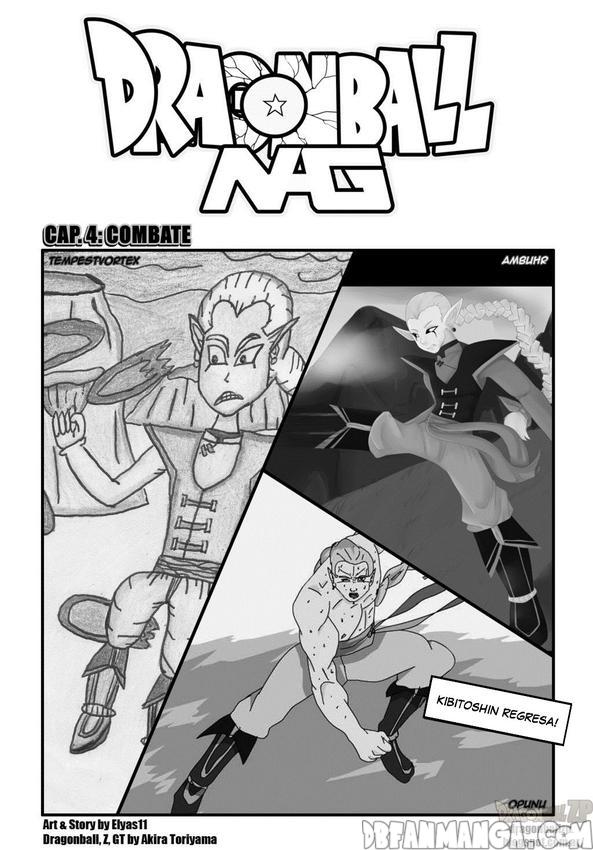 DRAGONBALL
NAG
CAP. 4: COMBATE
TEMPESTVORTEX
AMBUHR
KIBITOSHIN REGRESA!
OPUNU
Art & Story by Elyas11
Dragonball, Z, GT by Akira Toriyama
DBFANMANGA.COM